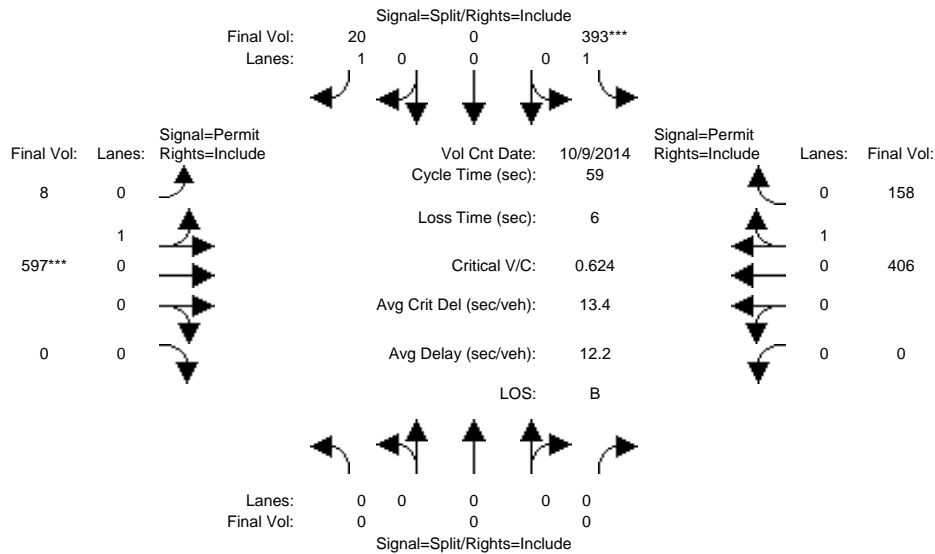 Signal=Split/Rights=Include
Final Vol: 20 0 393***
Lanes: 1 0 0 0 1
Signal=Permit Signal=Permit
Final Vol: Lanes: Rights=Include Vol Cnt Date: 10/9/2014 Rights=Include Lanes: Final Vol:
Cycle Time (sec): 59
8 0 0 158
Loss Time (sec): 6
1 1
597*** 0 Critical V/C: 0.624 0 406
0 Avg Crit Del (sec/veh): 13.4 0
0 0 Avg Delay (sec/veh): 12.2 0 0
LOS: B
Lanes: 0 0 0 0 0
Final Vol: 0 0 0
Signal=Split/Rights=Include